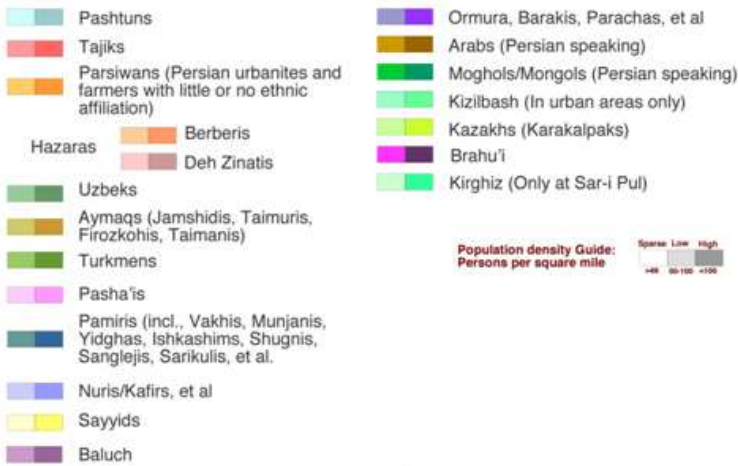 Pashtuns
Tajiks
Parsiwans (Persian urbanites and
farmers with little or no ethnic
affiliation)
Hazaras
Berberis
Deh Zinatis
Uzbeks
Aymaqs (Jamshidis, Taimuris,
Firozkohis, Taimanis)
Turkmens
Pasha'is
Pamiris (incl., Vakhis, Munjanis,
Yidghas, Ishkashims, Shugnis,
Sanglejis, Sarikulis, et al.
Nuris/Kafirs, et al
Sayyids
Baluch
Ormura, Barakis, Parachas, et al
Arabs (Persian speaking)
Moghols/Mongols (Persian speaking)
Kizilbash (In urban areas only)
Kazakhs (Karakalpaks)
Brahu'i
Kirghiz (Only at Sar-i Pul)
Population density Guide:
Persons per square mile
Sparse Low High